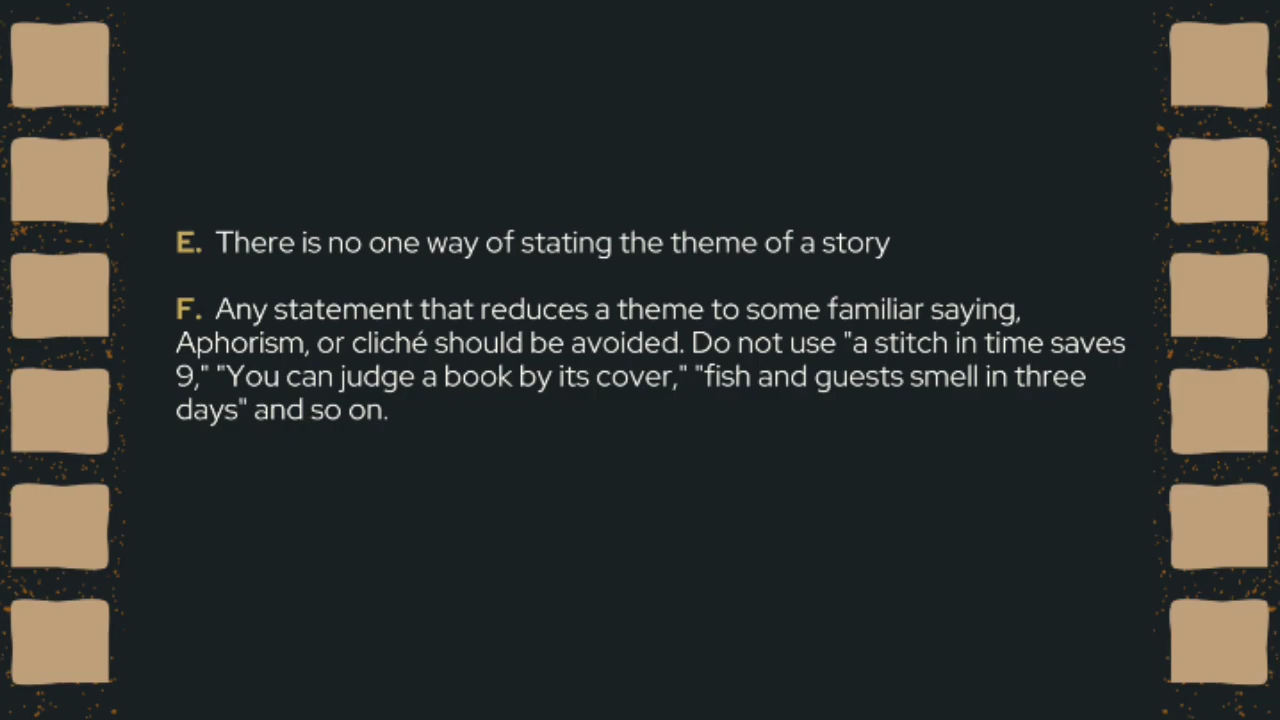 E. There is no one way of stating the theme of a story
F. Any statement that reduces a theme to some familiar saying,
Aphorism, or cliché should be avoided. Do not use "a stitch in time saves
9," "You can judge a book by its cover," "fish and guests smell in three
days" and so on.